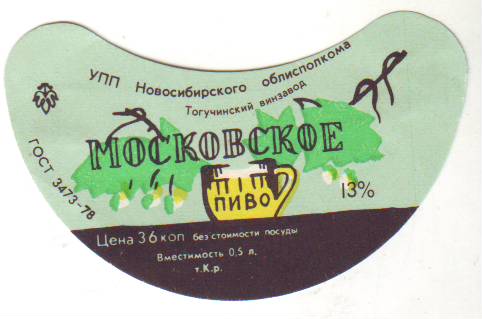 УПП Новосибирского облисполкома
Тогучинский винзавод
МОСКОВСКОЕ
ПИВО
13%
ГОСТ 3473-78
Цена 36 коп без стоимости посуды
Вместимость 0,5 л.
т.К.р.